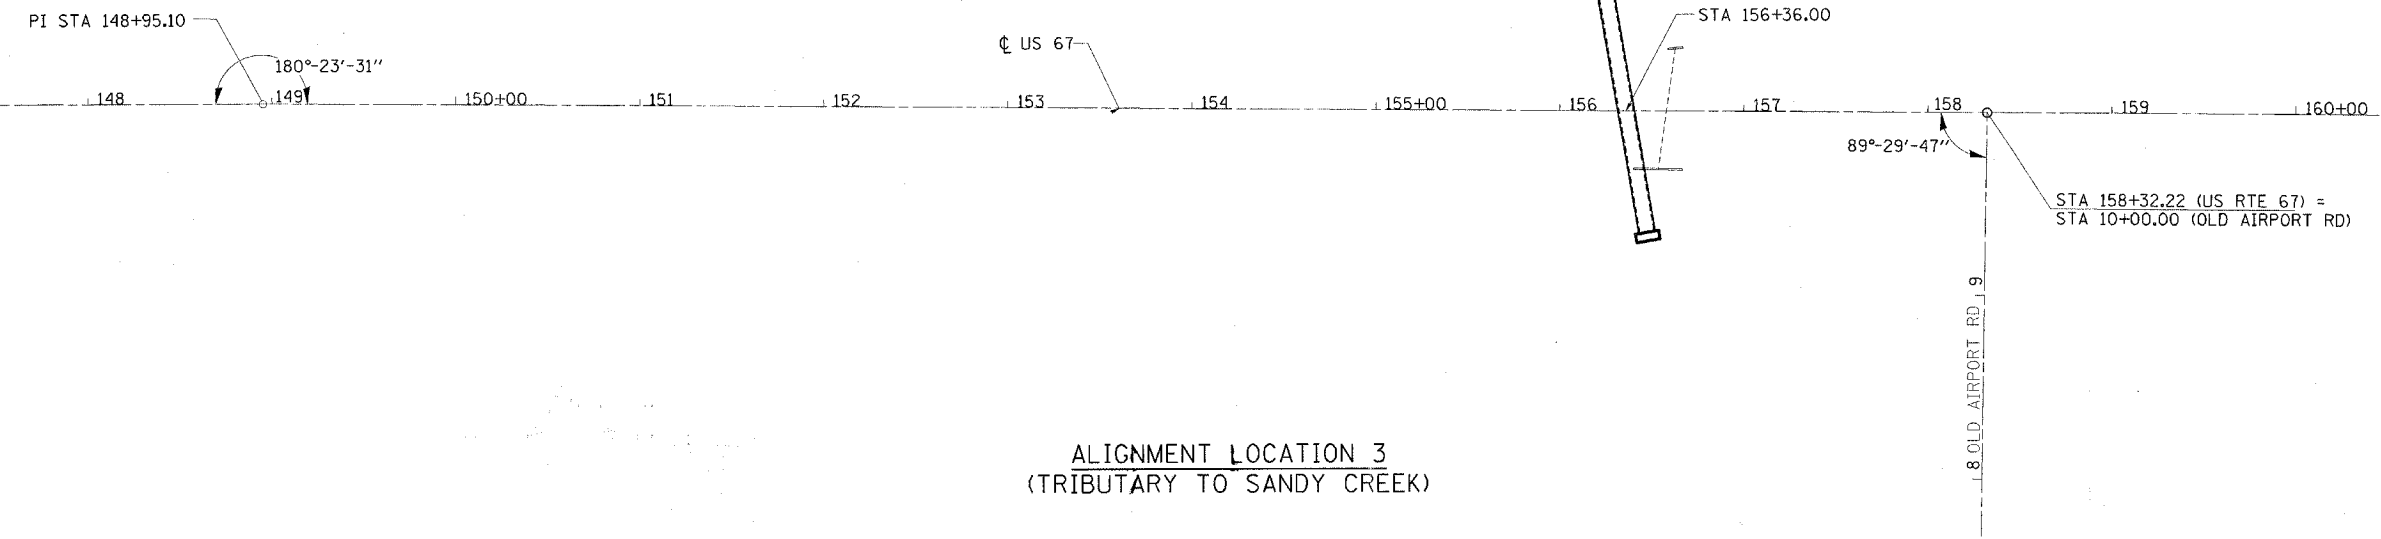 PI STA 148+95.10
180°-23'-31"
℄ US 67
STA 156+36.00
148
149
150+00
151
152
153
154
155+00
156
157
158
159
160+00
89°-29'-47"
STA 158+32.22 (US RTE 67) =
STA 10+00.00 (OLD AIRPORT RD)
8 OLD AIRPORT RD 9
ALIGNMENT LOCATION 3
(TRIBUTARY TO SANDY CREEK)